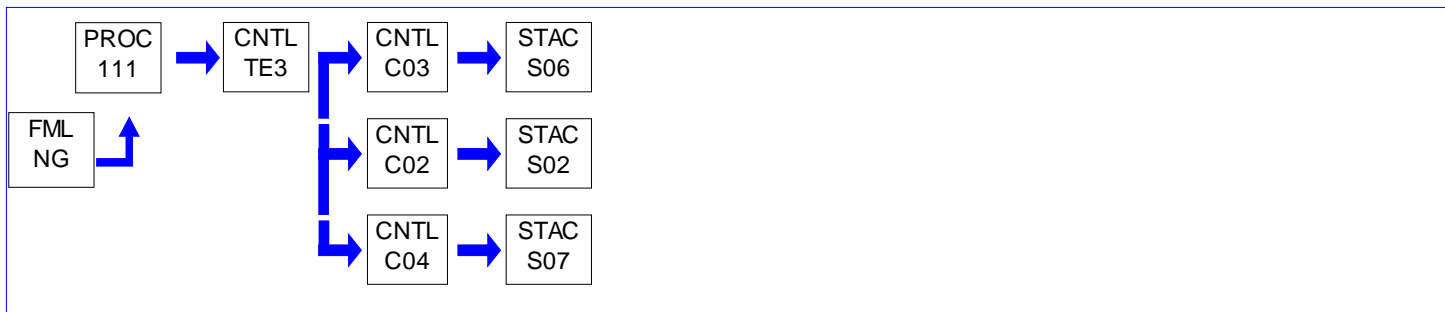 PROC
111
CNTL
TE3
CNTL
C03
STAC
S06
FML
NG
CNTL
C02
STAC
S02
CNTL
C04
STAC
S07